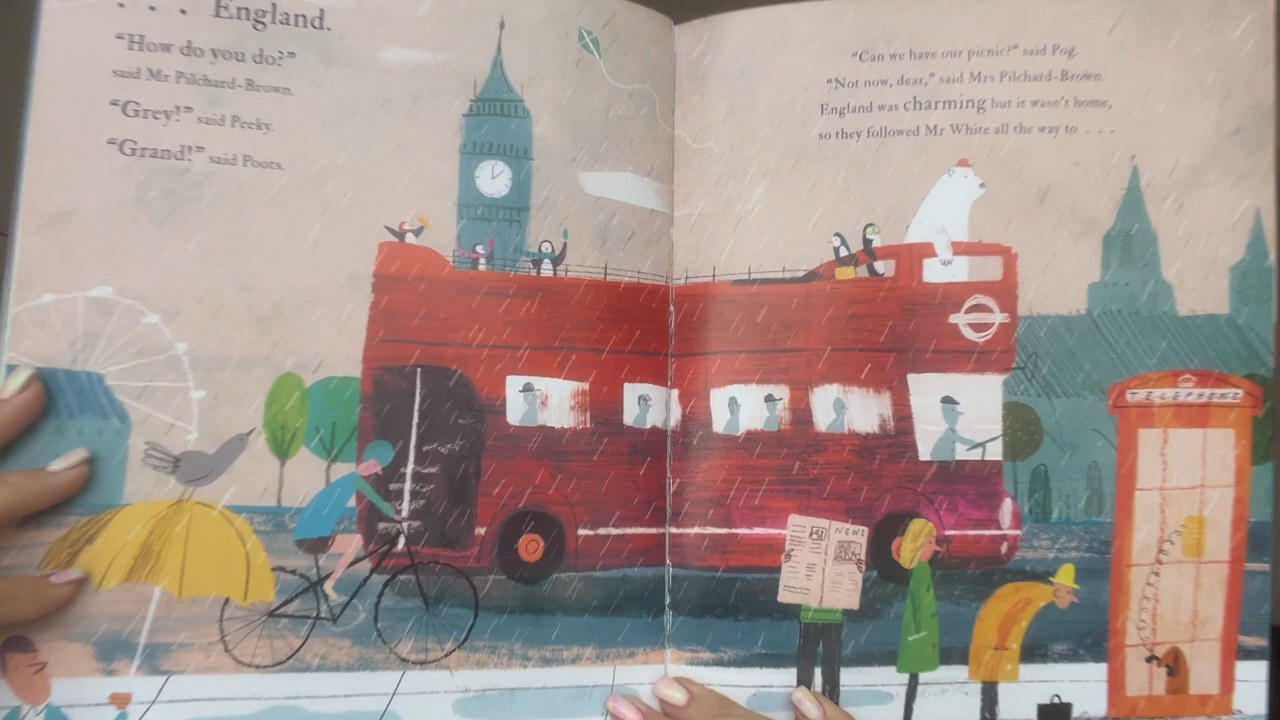 . . . England.
“How do you do?”
said Mr Pilchard-Brown.
“Grey!” said Peeky.
“Grand!” said Poots.
“Can we have our picnic?” said Pog.
“Not now, dear,” said Mrs Pilchard-Brown.
England was charming but it wasn’t home,
so they followed Mr White all the way to . . .
TELEPHONE
NEWS